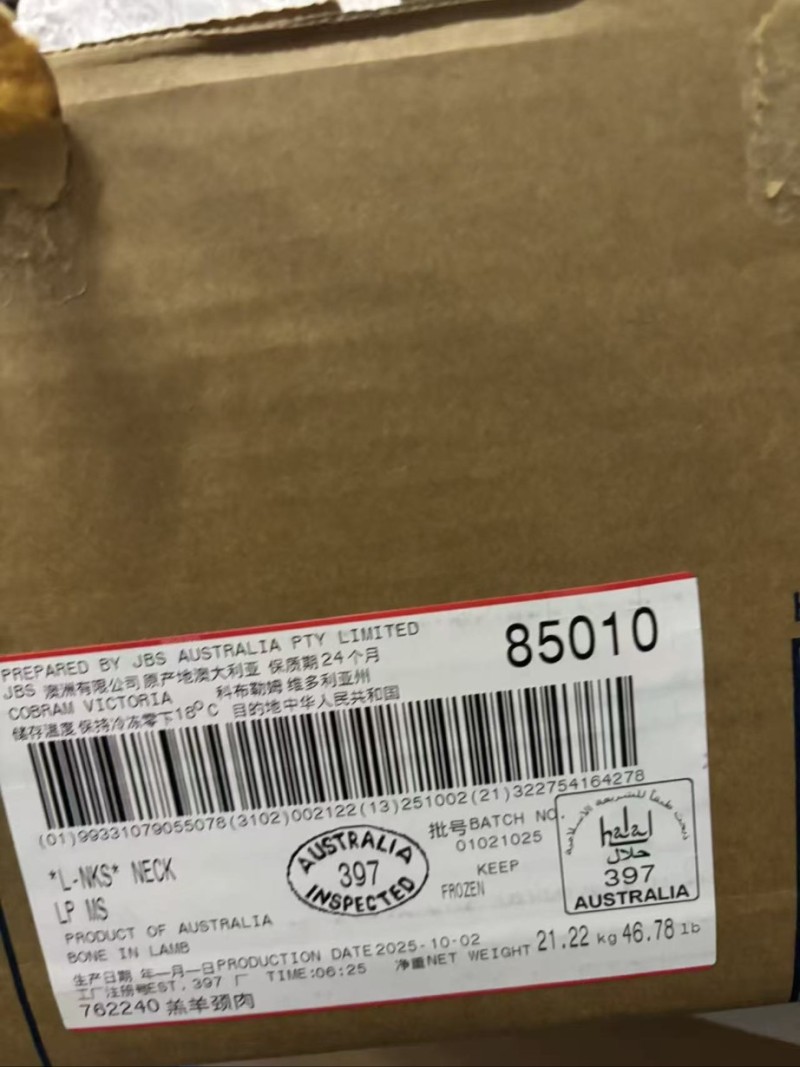 PREPARED BY JBS AUSTRALIA PTY LIMITED
85010
JBS 澳洲有限公司原产地澳大利亚 保质期24个月
COBRAM VICTORIA 科布勒姆 维多利亚州
储存温度保持冷冻零下18°C 目的地中华人民共和国
(01)99331079055078(3102)002122(13)251002(21)322754164278
*L-NKS* NECK
LP MS
AUSTRALIA
397
INSPECTED
批号BATCH NO.
01021025
KEEP
FROZEN
halal
حلال
397
AUSTRALIA
PRODUCT OF AUSTRALIA
BONE IN LAMB
生产日期 年—月—日PRODUCTION DATE 2025-10-02
净重NET WEIGHT 21.22 kg 46.78 lb
工厂注册号EST. 397 厂 TIME:06:25
762240 羔羊颈肉